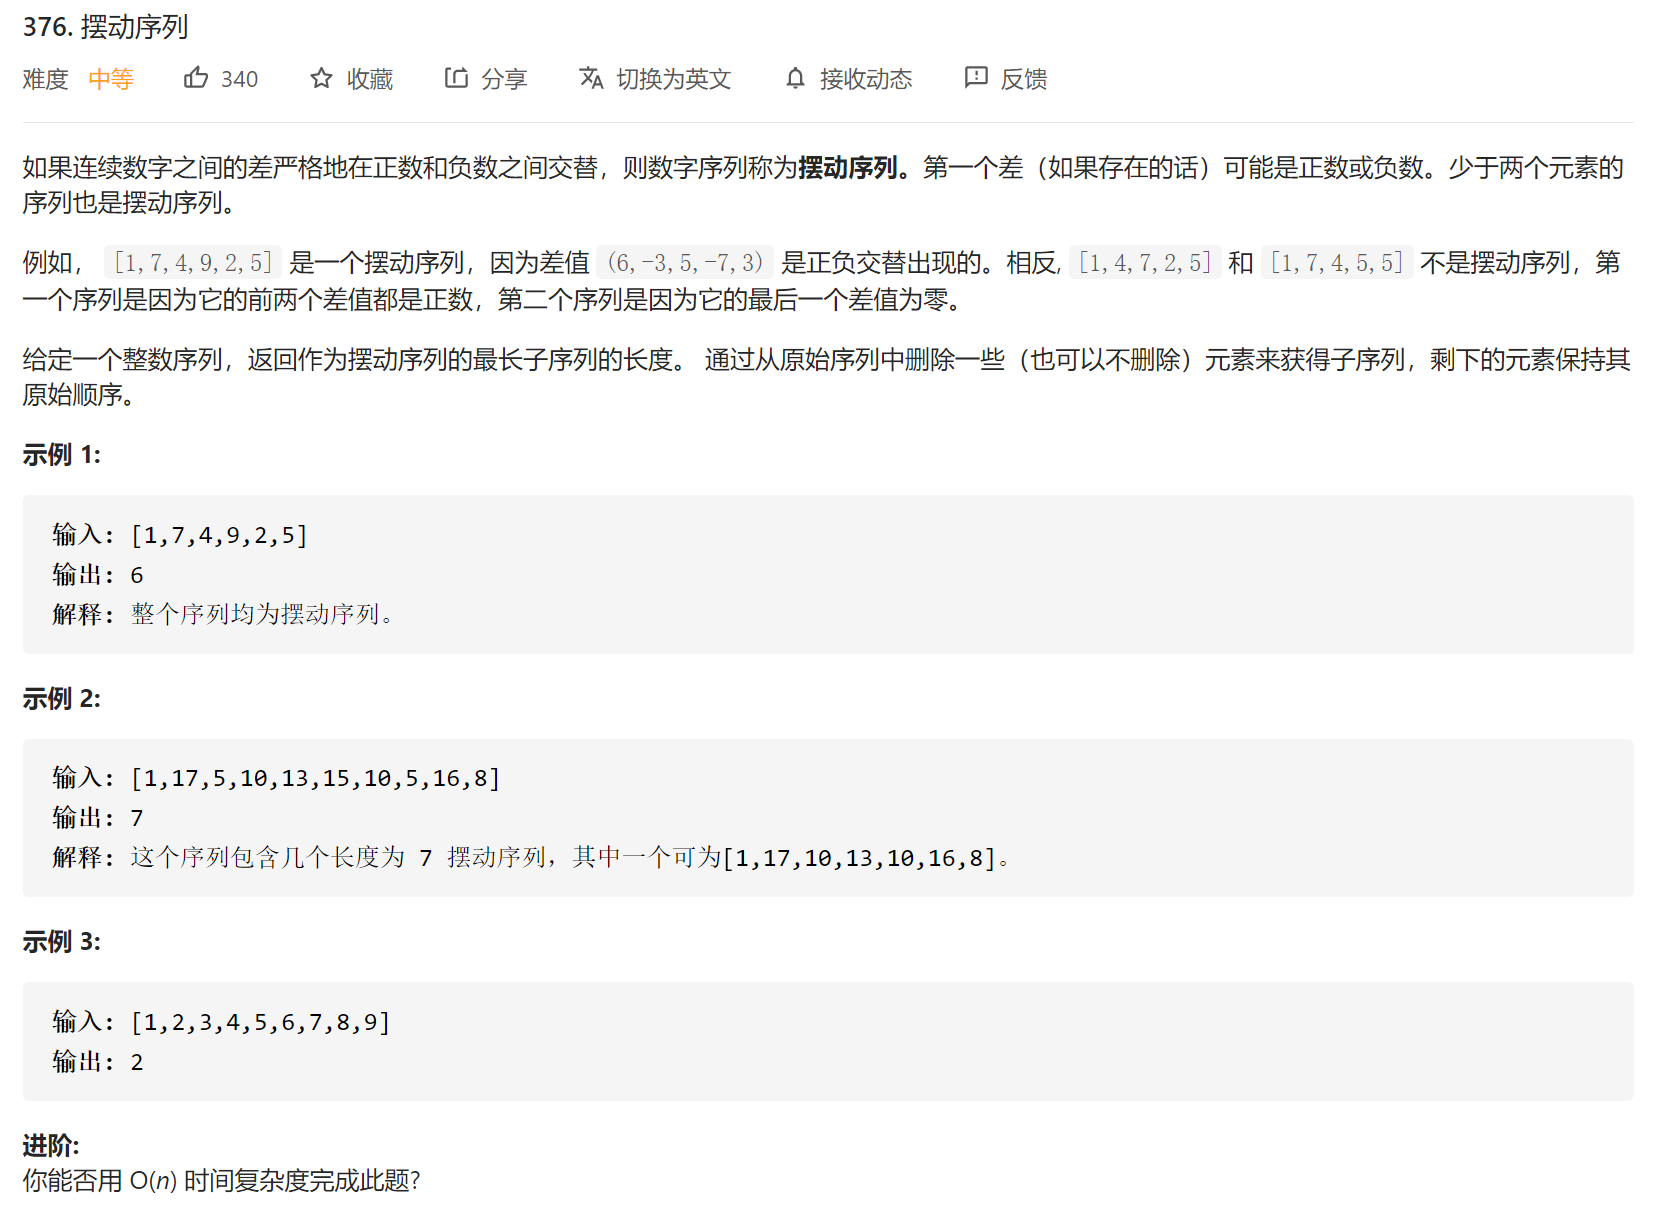 376. 摆动序列
难度 中等 340 收藏 分享 切换为英文 接收动态 反馈
如果连续数字之间的差严格地在正数和负数之间交替，则数字序列称为摆动序列。第一个差（如果存在的话）可能是正数或负数。少于两个元素的
序列也是摆动序列。
例如， [1,7,4,9,2,5] 是一个摆动序列，因为差值 (6,-3,5,-7,3) 是正负交替出现的。相反, [1,4,7,2,5] 和 [1,7,4,5,5] 不是摆动序列，第
一个序列是因为它的前两个差值都是正数，第二个序列是因为它的最后一个差值为零。
给定一个整数序列，返回作为摆动序列的最长子序列的长度。 通过从原始序列中删除一些（也可以不删除）元素来获得子序列，剩下的元素保持其
原始顺序。
示例 1:
输入: [1,7,4,9,2,5]
输出: 6
解释: 整个序列均为摆动序列。
示例 2:
输入: [1,17,5,10,13,15,10,5,16,8]
输出: 7
解释: 这个序列包含几个长度为 7 摆动序列，其中一个可为[1,17,10,13,10,16,8]。
示例 3:
输入: [1,2,3,4,5,6,7,8,9]
输出: 2
进阶:
你能否用 O(n) 时间复杂度完成此题?